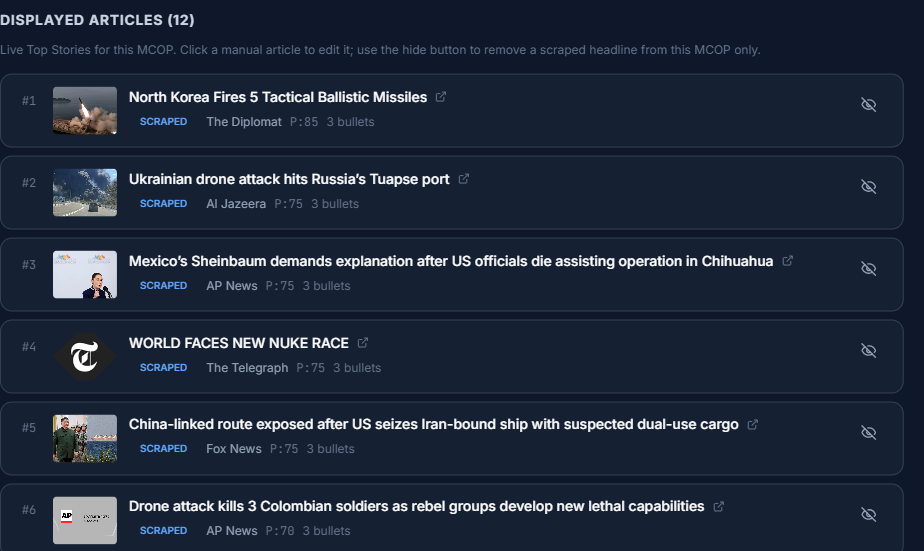 DISPLAYED ARTICLES (12)
Live Top Stories for this MCOP. Click a manual article to edit it; use the hide button to remove a scraped headline from this MCOP only.
#1
North Korea Fires 5 Tactical Ballistic Missiles
SCRAPED The Diplomat P:85 3 bullets
#2
Ukrainian drone attack hits Russia’s Tuapse port
SCRAPED Al Jazeera P:75 3 bullets
#3
Mexico’s Sheinbaum demands explanation after US officials die assisting operation in Chihuahua
SCRAPED AP News P:75 3 bullets
#4
T
WORLD FACES NEW NUKE RACE
SCRAPED The Telegraph P:75 3 bullets
#5
China-linked route exposed after US seizes Iran-bound ship with suspected dual-use cargo
SCRAPED Fox News P:75 3 bullets
#6
AP
Drone attack kills 3 Colombian soldiers as rebel groups develop new lethal capabilities
SCRAPED AP News P:70 3 bullets